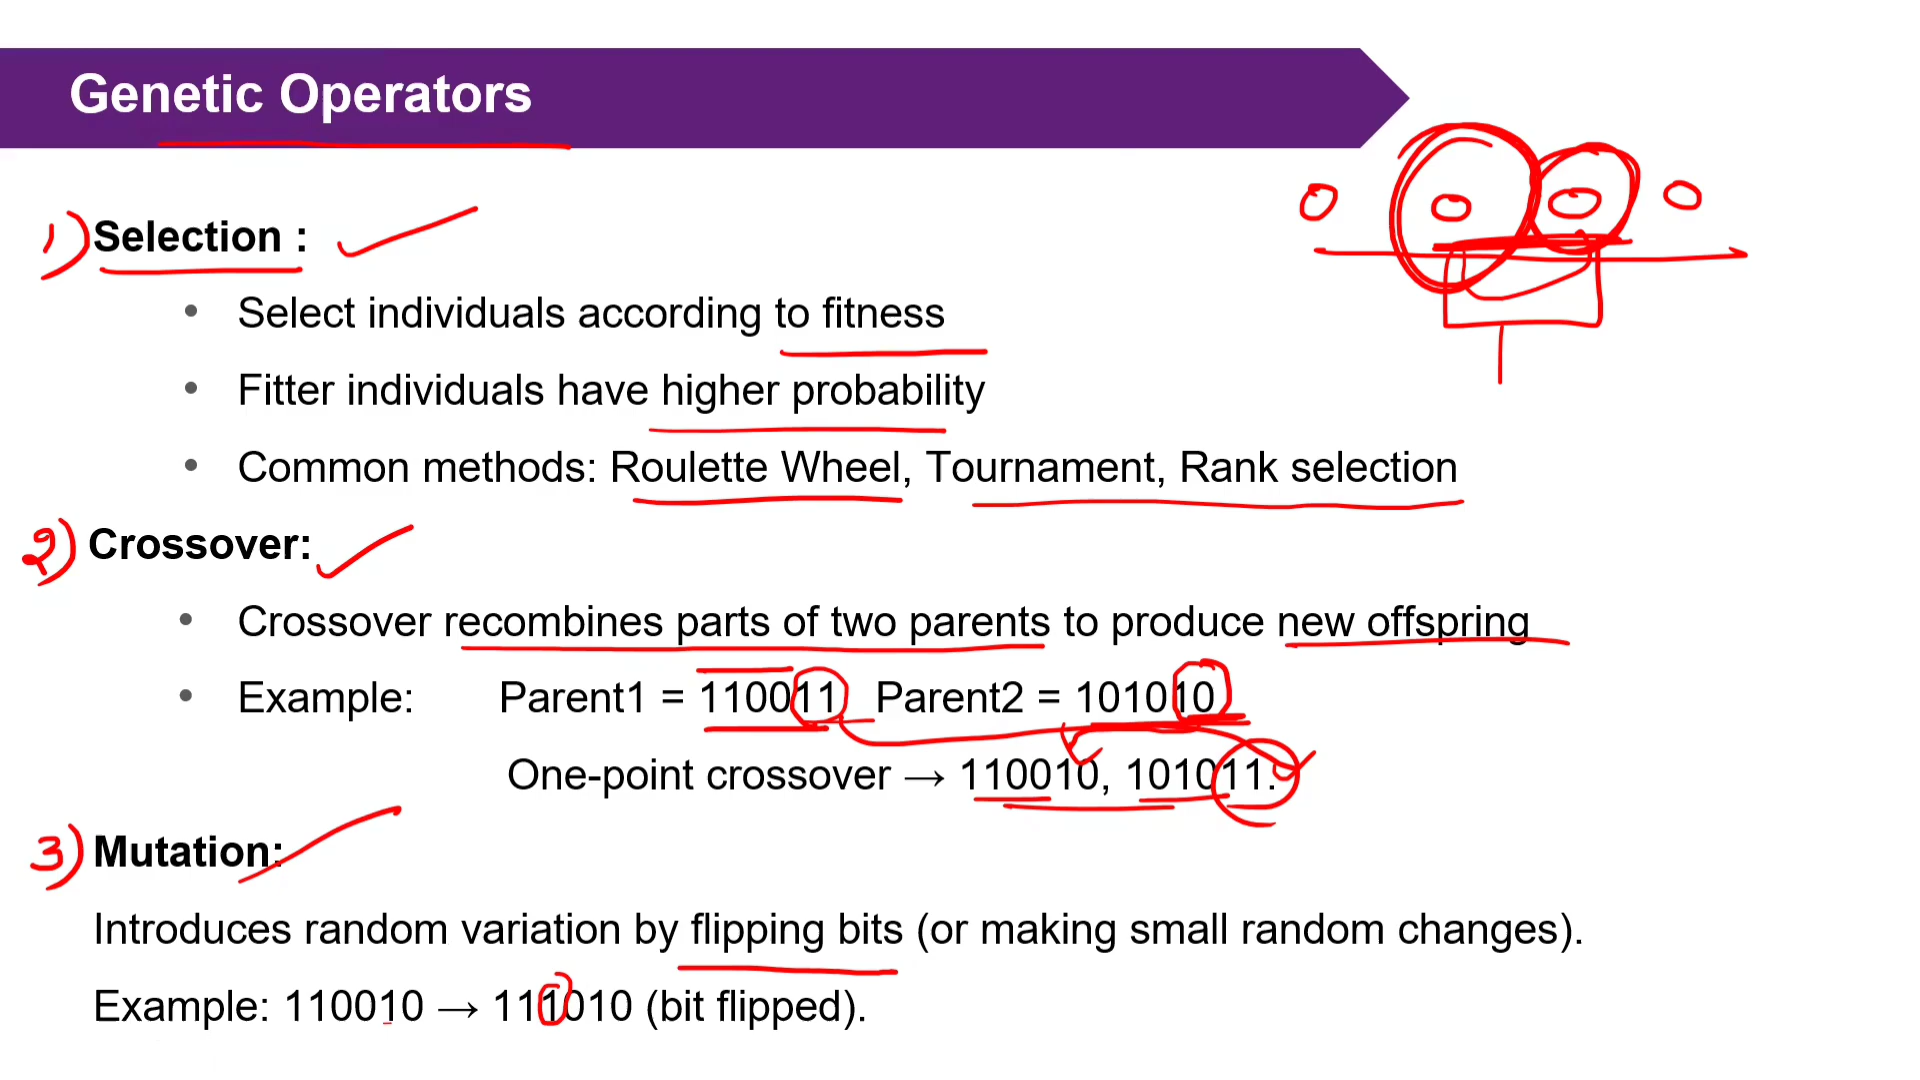 Genetic Operators
1) Selection :
• Select individuals according to fitness
• Fitter individuals have higher probability
• Common methods: Roulette Wheel, Tournament, Rank selection
2) Crossover:
• Crossover recombines parts of two parents to produce new offspring
• Example: Parent1 = 110011 Parent2 = 101010
One-point crossover → 110010, 101011.
3) Mutation:
Introduces random variation by flipping bits (or making small random changes).
Example: 110010 → 111010 (bit flipped).